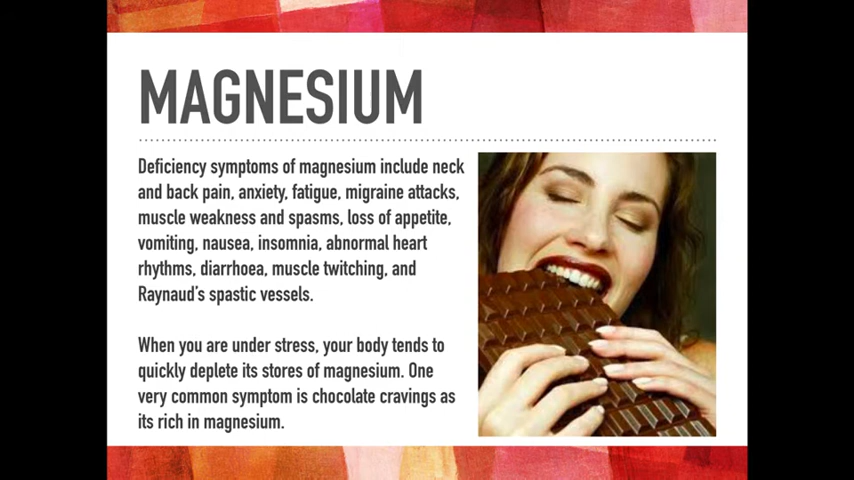 MAGNESIUM
Deficiency symptoms of magnesium include neck
and back pain, anxiety, fatigue, migraine attacks,
muscle weakness and spasms, loss of appetite,
vomiting, nausea, insomnia, abnormal heart
rhythms, diarrhoea, muscle twitching, and
Raynaud's spastic vessels.
When you are under stress, your body tends to
quickly deplete its stores of magnesium. One
very common symptom is chocolate cravings as
its rich in magnesium.